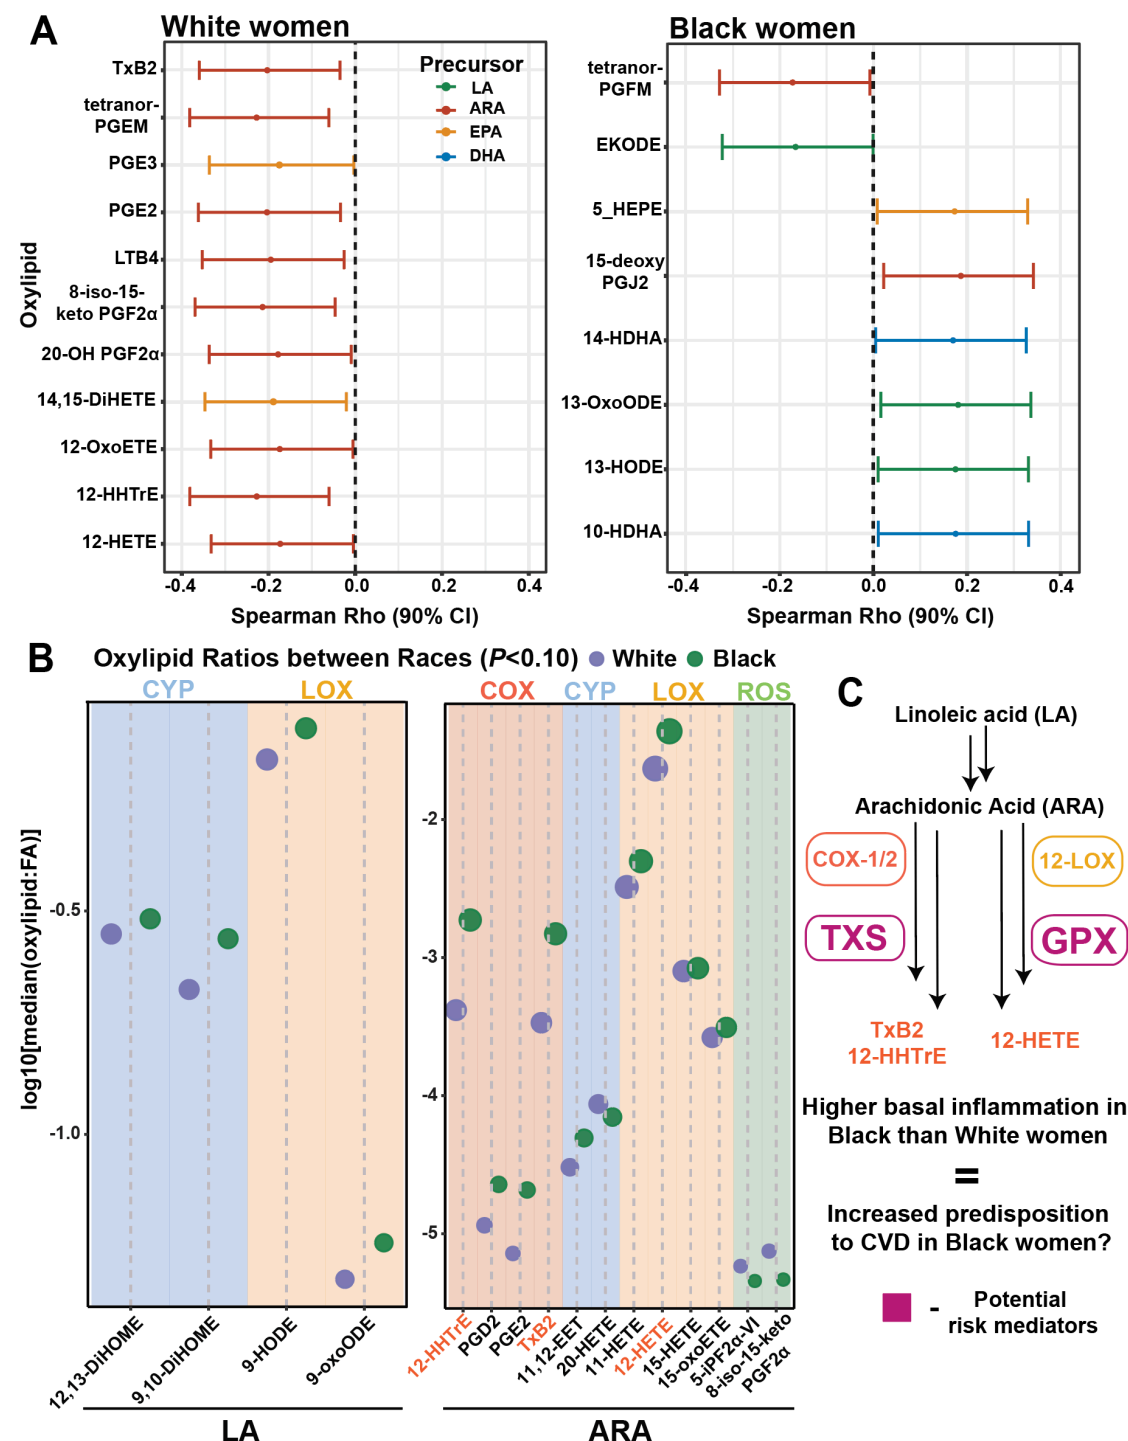 A
White women
Precursor
LA
ARA
EPA
DHA
Oxylipid
TxB2
tetranor-
PGEM
PGE3
PGE2
LTB4
8-iso-15-
keto PGF2α
20-OH PGF2α
14,15-DiHETE
12-OxoETE
12-HHTrE
12-HETE
-0.4 -0.2 0.0 0.2 0.4
Spearman Rho (90% CI)
Black women
tetranor-
PGFM
EKODE
5_HEPE
15-deoxy
PGJ2
14-HDHA
13-OxoODE
13-HODE
10-HDHA
-0.4 -0.2 0.0 0.2 0.4
Spearman Rho (90% CI)
B
Oxylipid Ratios between Races (P<0.10) White Black
CYP LOX
log10[median(oxylipid:FA)]
-0.5
-1.0
12,13-DiHOME
9,10-DiHOME
9-HODE
9-oxoODE
LA
COX CYP LOX ROS
-2
-3
-4
-5
12-HHTrE
PGD2
PGE2
TxB2
11,12-EET
20-HETE
11-HETE
12-HETE
15-HETE
15-oxoETE
5-iPF2α-VI
8-iso-15-keto
PGF2α
ARA
C
Linoleic acid (LA)
Arachidonic Acid (ARA)
COX-1/2
12-LOX
TXS
GPX
TxB2
12-HHTrE
12-HETE
Higher basal inflammation in
Black than White women
=
Increased predisposition
to CVD in Black women?
- Potential
risk mediators